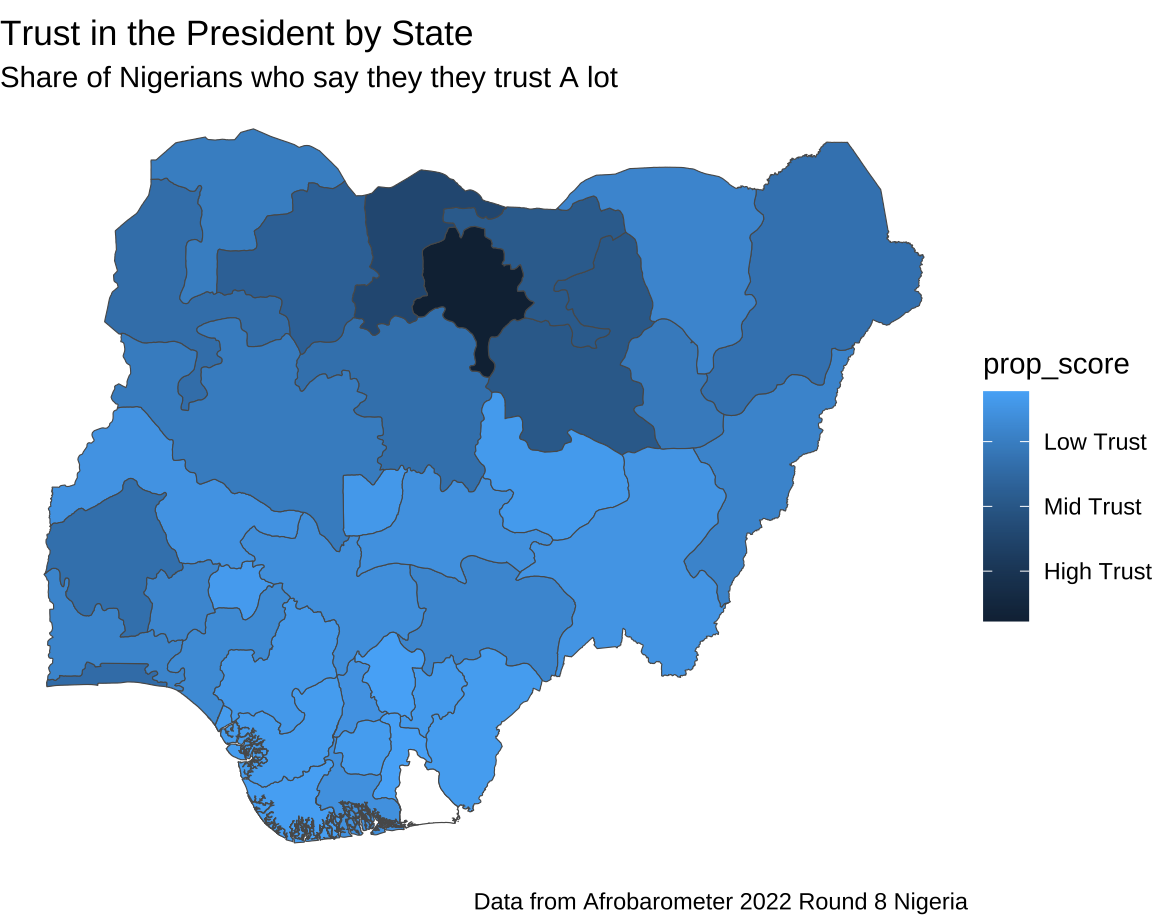 Trust in the President by State
Share of Nigerians who say they they trust A lot
prop_score
Low Trust
Mid Trust
High Trust
Data from Afrobarometer 2022 Round 8 Nigeria